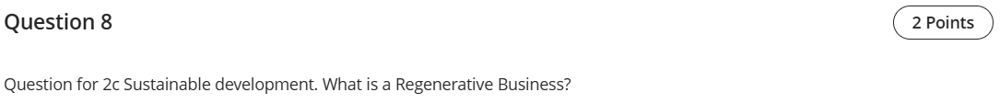 Question 8
2 Points
Question for 2c Sustainable development. What is a Regenerative Business?